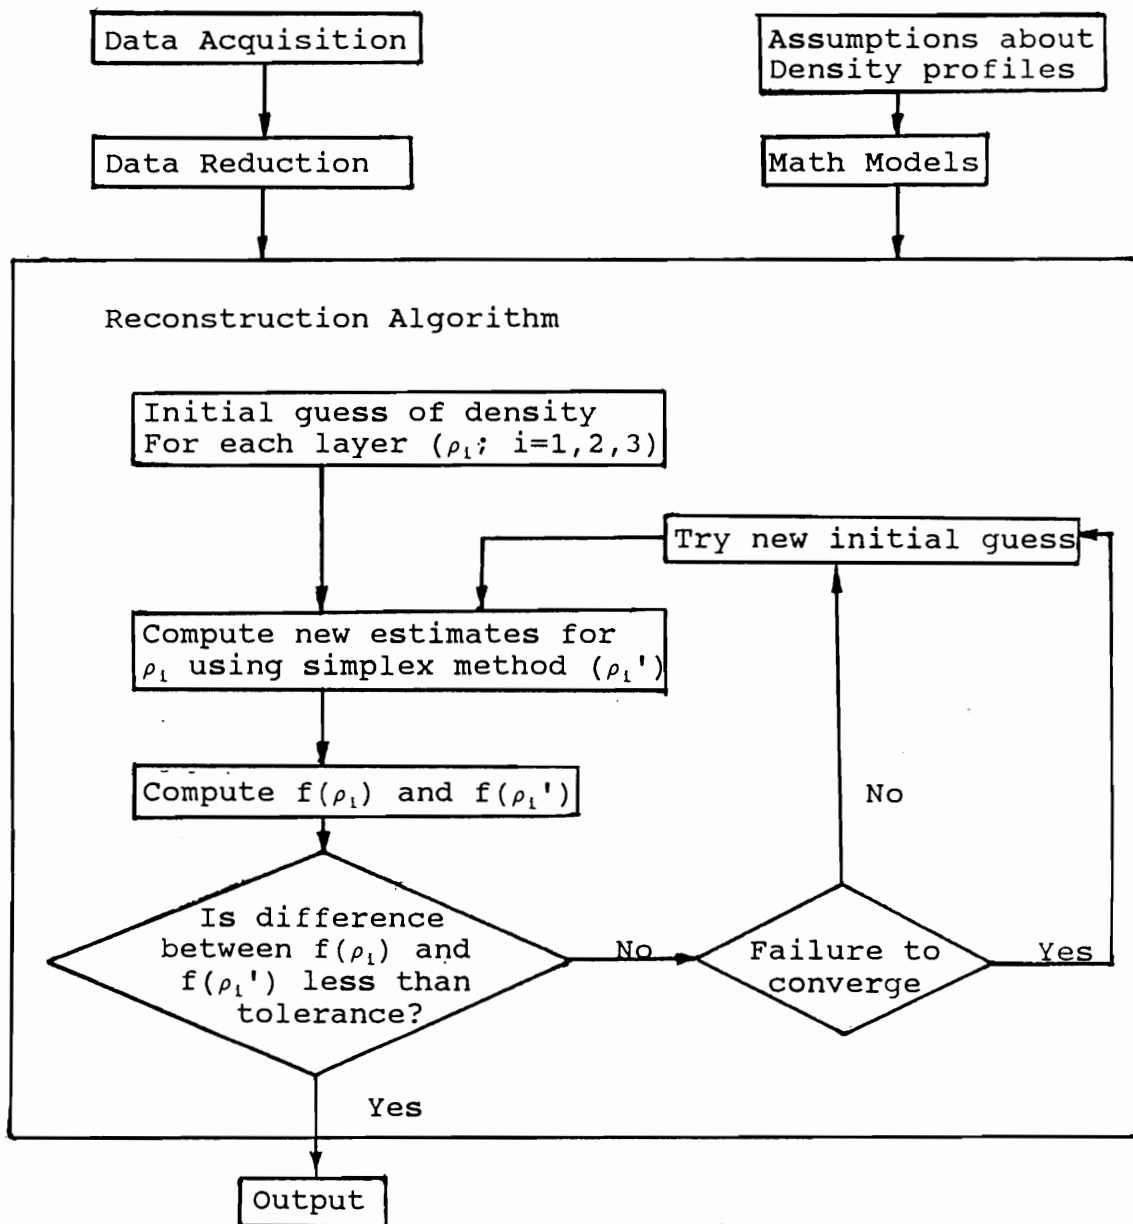 Data Acquisition
Data Reduction
Assumptions about
Density profiles
Math Models
Reconstruction Algorithm
Initial guess of density
For each layer (ρᵢ; i=1,2,3)
Try new initial guess
Compute new estimates for
ρᵢ using simplex method (ρᵢ')
Compute f(ρᵢ) and f(ρᵢ')
Is difference
between f(ρᵢ) and
f(ρᵢ') less than
tolerance?
No
Failure to
converge
No
Yes
Yes
Output